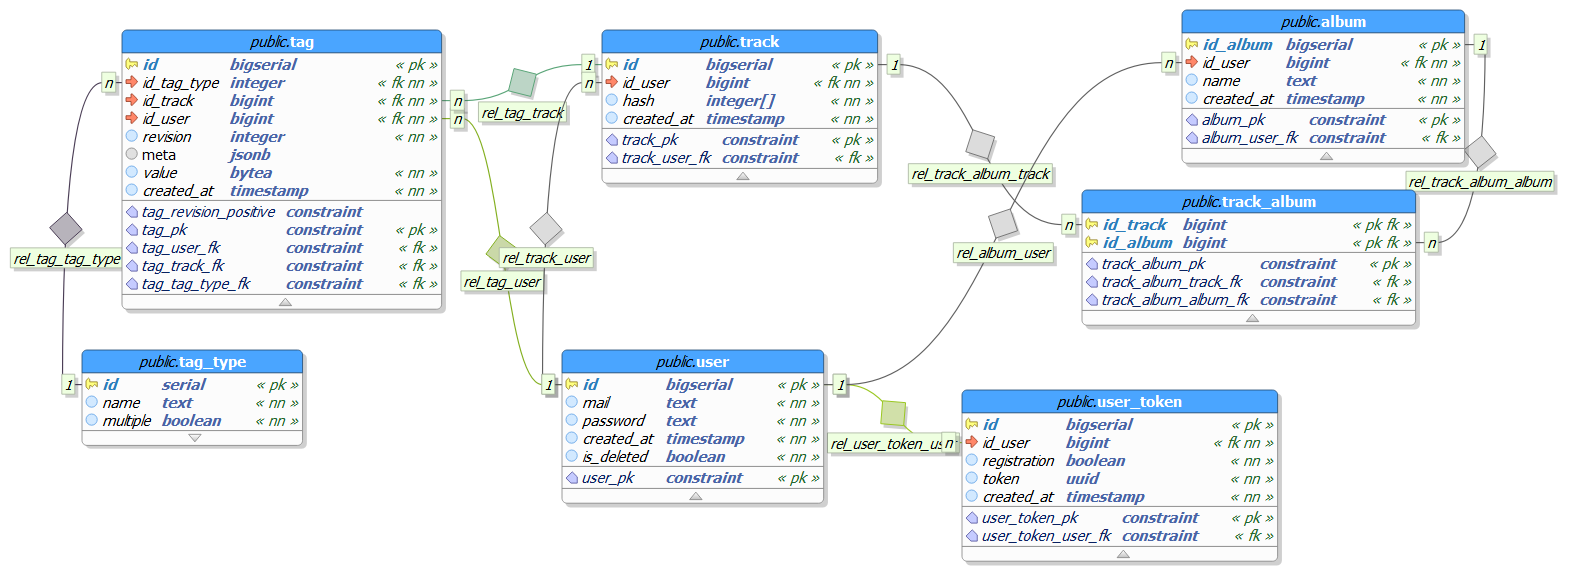 public.tag
id bigserial « pk »
id_tag_type integer « fk nn »
id_track bigint « fk nn »
id_user bigint « fk nn »
revision integer « nn »
meta jsonb
value bytea « nn »
created_at timestamp « nn »
tag_revision_positive constraint
tag_pk constraint « pk »
tag_user_fk constraint « fk »
tag_track_fk constraint « fk »
tag_tag_type_fk constraint « fk »
n
n
n
rel_tag_tag_type
1
public.tag_type
id serial « pk »
name text « nn »
multiple boolean « nn »
rel_tag_track
1
n
public.track
id bigserial « pk »
id_user bigint « fk nn »
hash integer[] « nn »
created_at timestamp « nn »
track_pk constraint « pk »
track_user_fk constraint « fk »
1
rel_track_user
rel_tag_user
1
public.user
id bigserial « pk »
mail text « nn »
password text « nn »
created_at timestamp « nn »
is_deleted boolean « nn »
user_pk constraint « pk »
1
rel_track_album_track
rel_album_user
n
public.album
id_album bigserial « pk »
id_user bigint « fk nn »
name text « nn »
created_at timestamp « nn »
album_pk constraint « pk »
album_user_fk constraint « fk »
1
rel_track_album_album
n
public.track_album
id_track bigint « pk fk »
id_album bigint « pk fk »
track_album_pk constraint « pk »
track_album_track_fk constraint « fk »
track_album_album_fk constraint « fk »
n
rel_user_token_us
n
public.user_token
id bigserial « pk »
id_user bigint « fk nn »
registration boolean « nn »
token uuid « nn »
created_at timestamp « nn »
user_token_pk constraint « pk »
user_token_user_fk constraint « fk »